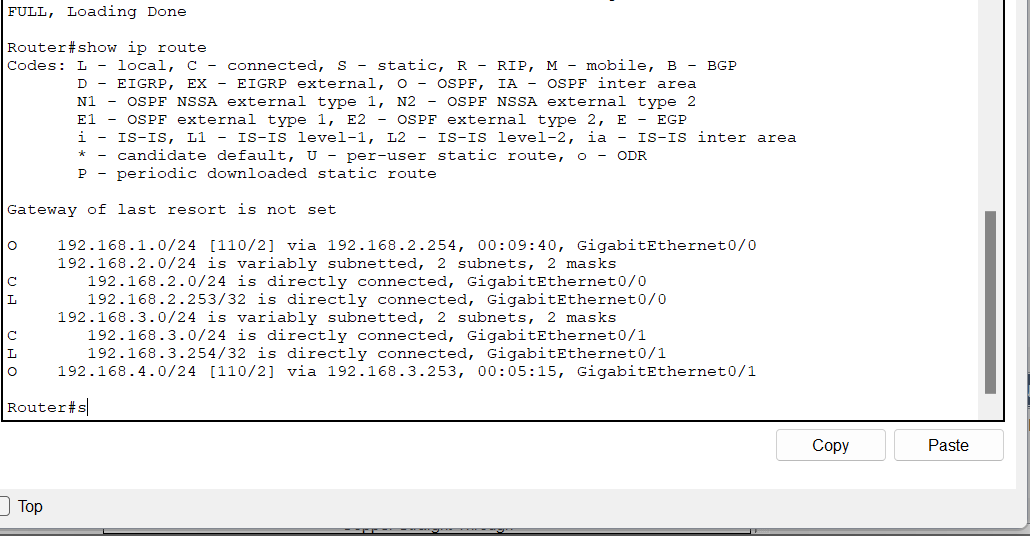 FULL, Loading Done
Router#show ip route
Codes: L - local, C - connected, S - static, R - RIP, M - mobile, B - BGP
D - EIGRP, EX - EIGRP external, O - OSPF, IA - OSPF inter area
N1 - OSPF NSSA external type 1, N2 - OSPF NSSA external type 2
E1 - OSPF external type 1, E2 - OSPF external type 2, E - EGP
i - IS-IS, L1 - IS-IS level-1, L2 - IS-IS level-2, ia - IS-IS inter area
* - candidate default, U - per-user static route, o - ODR
P - periodic downloaded static route
Gateway of last resort is not set
O 192.168.1.0/24 [110/2] via 192.168.2.254, 00:09:40, GigabitEthernet0/0
192.168.2.0/24 is variably subnetted, 2 subnets, 2 masks
C 192.168.2.0/24 is directly connected, GigabitEthernet0/0
L 192.168.2.253/32 is directly connected, GigabitEthernet0/0
192.168.3.0/24 is variably subnetted, 2 subnets, 2 masks
C 192.168.3.0/24 is directly connected, GigabitEthernet0/1
L 192.168.3.254/32 is directly connected, GigabitEthernet0/1
O 192.168.4.0/24 [110/2] via 192.168.3.253, 00:05:15, GigabitEthernet0/1
Router#s
Copy Paste
Top